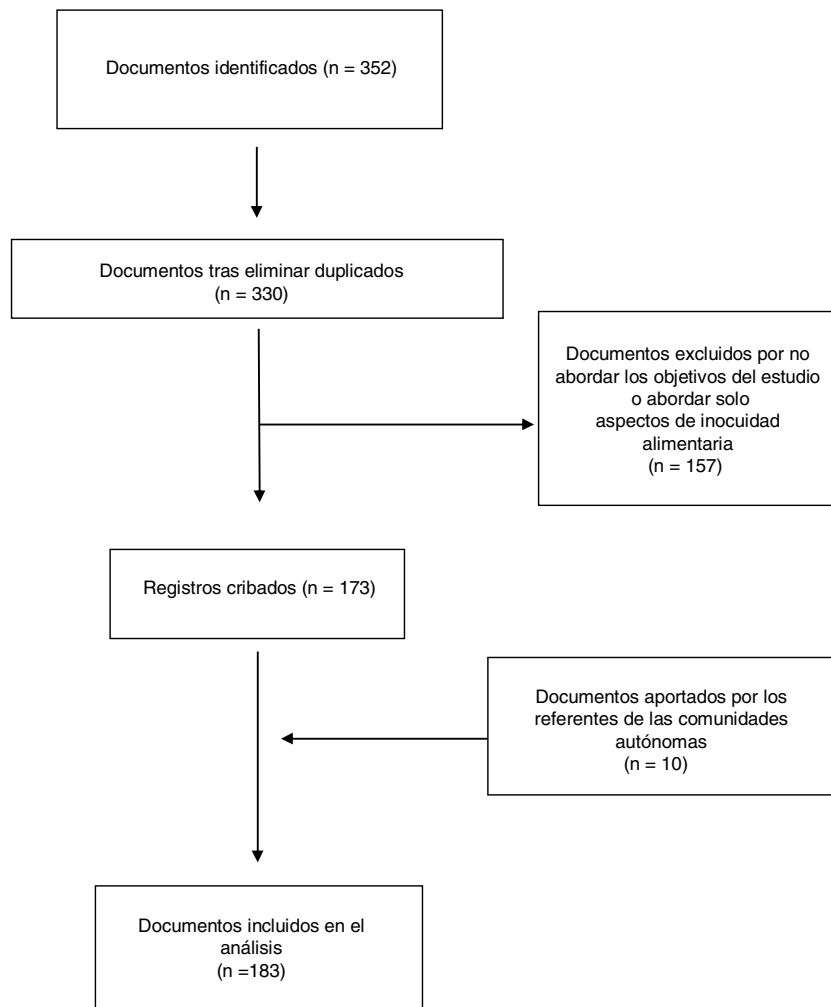 Documentos identificados (n = 352)
Documentos tras eliminar duplicados
(n = 330)
Documentos excluidos por no
abordar los objetivos del estudio
o abordar solo
aspectos de inocuidad
alimentaria
(n = 157)
Registros cribados (n = 173)
Documentos aportados por los
referentes de las comunidades
autónomas
(n = 10)
Documentos incluidos en el
análisis
(n =183)